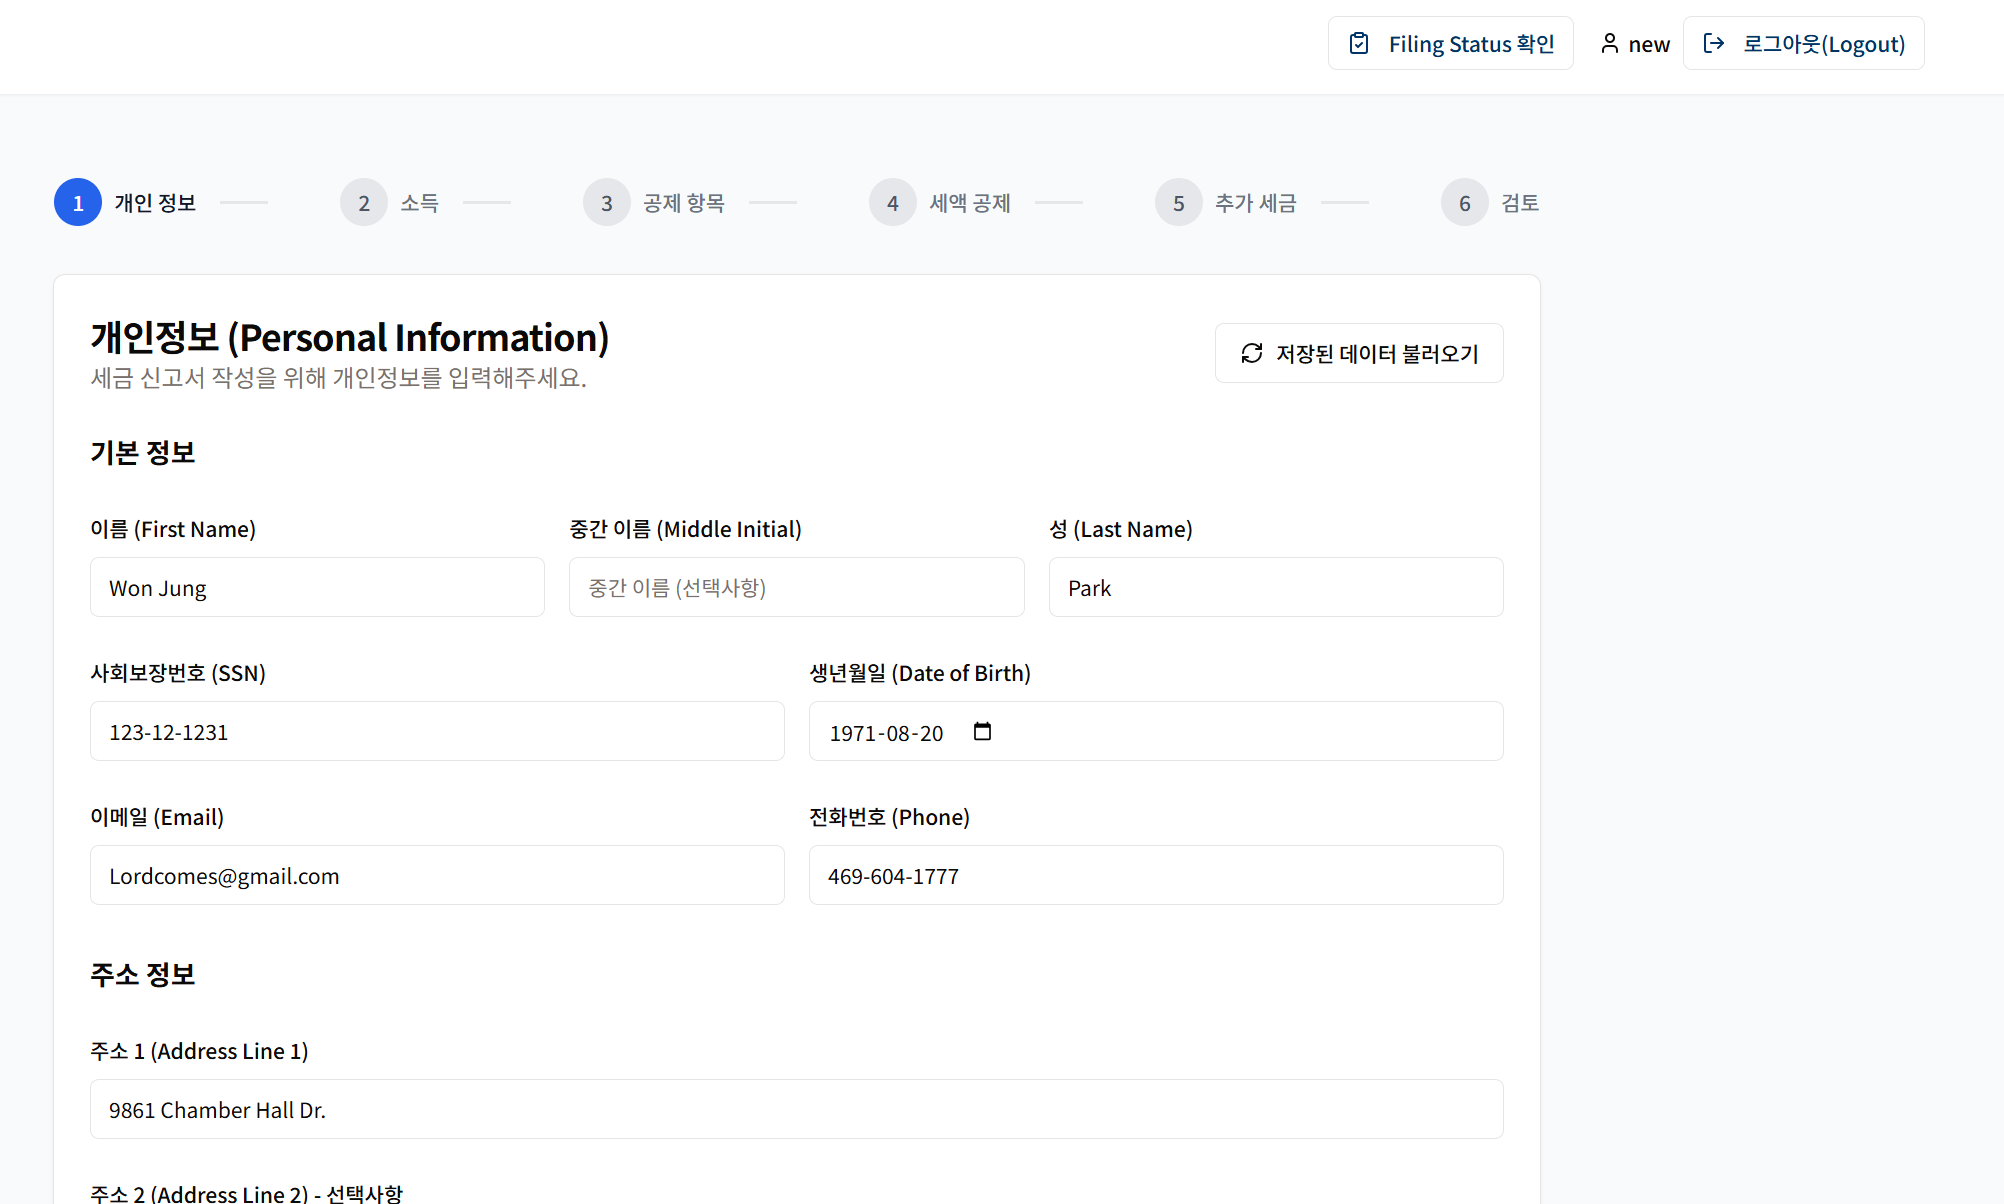 Filing Status 확인 new 로그아웃(Logout)
1 개인 정보 2 소득 3 공제 항목 4 세액 공제 5 추가 세금 6 검토
개인정보 (Personal Information)
저장된 데이터 불러오기
세금 신고서 작성을 위해 개인정보를 입력해주세요.
기본 정보
이름 (First Name) 중간 이름 (Middle Initial) 성 (Last Name)
Won Jung 중간 이름 (선택사항) Park
사회보장번호 (SSN) 생년월일 (Date of Birth)
123-12-1231 1971-08-20
이메일 (Email) 전화번호 (Phone)
Lordcomes@gmail.com 469-604-1777
주소 정보
주소 1 (Address Line 1)
9861 Chamber Hall Dr.
주소 2 (Address Line 2) - 선택사항